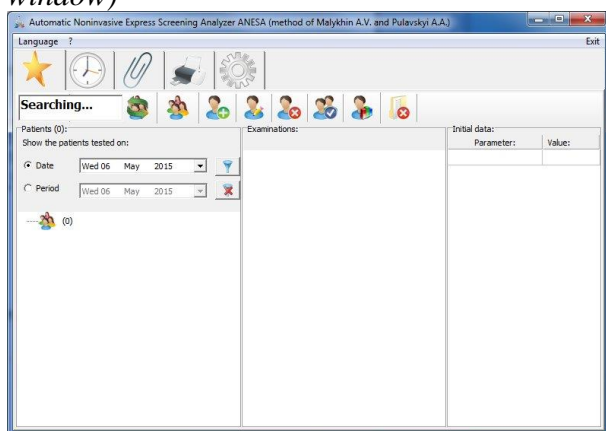 window)
Automatic Noninvasive Express Screening Analyzer ANESA (method of Malykhin A.V. and Pulavskyi A.A.)
Language ? Exit
Searching...
Patients (0): Examinations: Initial data:
Show the patients tested on: Parameter: Value:
Date Wed 06 May 2015
Period Wed 06 May 2015
(0)